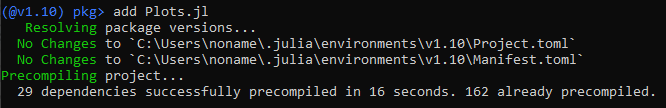 (@v1.10) pkg> add Plots.jl
Resolving package versions...
No Changes to `C:\Users\noname\.julia\environments\v1.10\Project.toml`
No Changes to `C:\Users\noname\.julia\environments\v1.10\Manifest.toml`
Precompiling project...
29 dependencies successfully precompiled in 16 seconds. 162 already precompiled.